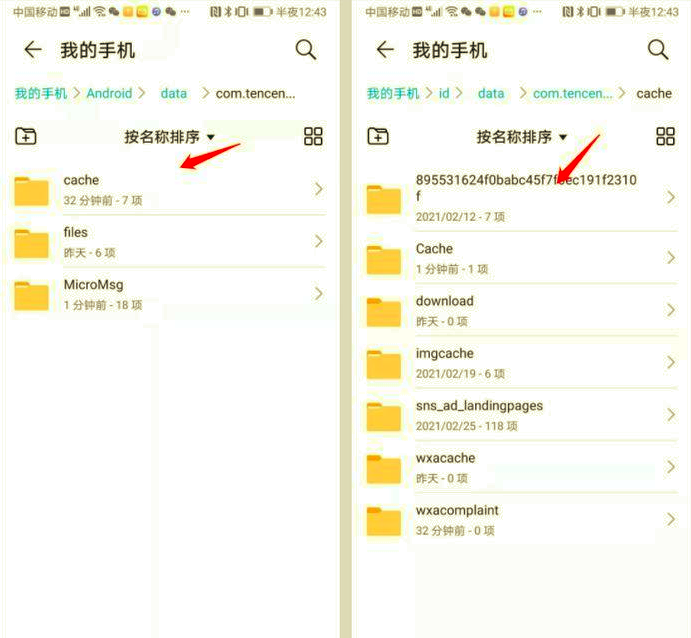 中国移动 HD 4G 半夜12:43
我的手机
我的手机 > Android > data > com.tencen...
按名称排序
cache
32 分钟前 - 7 项
files
昨天 - 6 项
MicroMsg
1 分钟前 - 18 项
中国移动 HD 4G 半夜12:43
我的手机
我的手机 > id > data > com.tencen... > cache
按名称排序
f
2021/02/12 - 7 项
Cache
1 分钟前 - 1 项
download
昨天 - 0 项
imgcache
2021/02/19 - 6 项
sns_ad_landingpages
2021/02/25 - 118 项
wxacache
昨天 - 0 项
wxacomplaint
32 分钟前 - 0 项